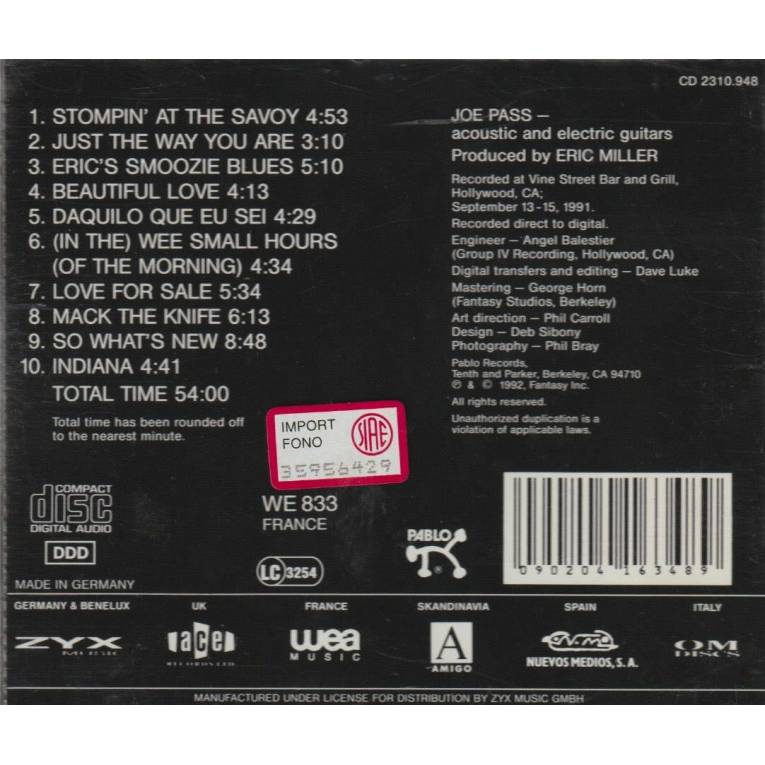 CD 2310.948
1. STOMPIN' AT THE SAVOY 4:53
2. JUST THE WAY YOU ARE 3:10
3. ERIC'S SMOOZIE BLUES 5:10
4. BEAUTIFUL LOVE 4:13
5. DAQUILO QUE EU SEI 4:29
6. (IN THE) WEE SMALL HOURS
(OF THE MORNING) 4:34
7. LOVE FOR SALE 5:34
8. MACK THE KNIFE 6:13
9. SO WHAT'S NEW 8:48
10. INDIANA 4:41
TOTAL TIME 54:00
Total time has been rounded off
to the nearest minute.
JOE PASS –
acoustic and electric guitars
Produced by ERIC MILLER
Recorded at Vine Street Bar and Grill,
Hollywood, CA;
September 13-15, 1991.
Recorded direct to digital.
Engineer – Angel Balestier
(Group IV Recording, Hollywood, CA)
Digital transfers and editing – Dave Luke
Mastering – George Horn
(Fantasy Studios, Berkeley)
Art direction – Phil Carroll
Design – Deb Sibony
Photography – Phil Bray
Pablo Records,
Tenth and Parker, Berkeley, CA 94710
℗ & © 1992, Fantasy Inc.
All rights reserved.
Unauthorized duplication is a
violation of applicable laws.
IMPORT
FONO
SIAE
35956429
COMPACT
disc
DIGITAL AUDIO
DDD
MADE IN GERMANY
WE 833
FRANCE
LC 3254
PABLO
®
090204 163489
GERMANY & BENELUX
ZYX
MUSIC
UK
ace
RECORDS LTD.
FRANCE
wea
MUSIC
SKANDINAVIA
A
AMIGO
SPAIN
N.M.
NUEVOS MEDIOS, S.A.
ITALY
OM
DISCS
MANUFACTURED UNDER LICENSE FOR DISTRIBUTION BY ZYX MUSIC GMBH